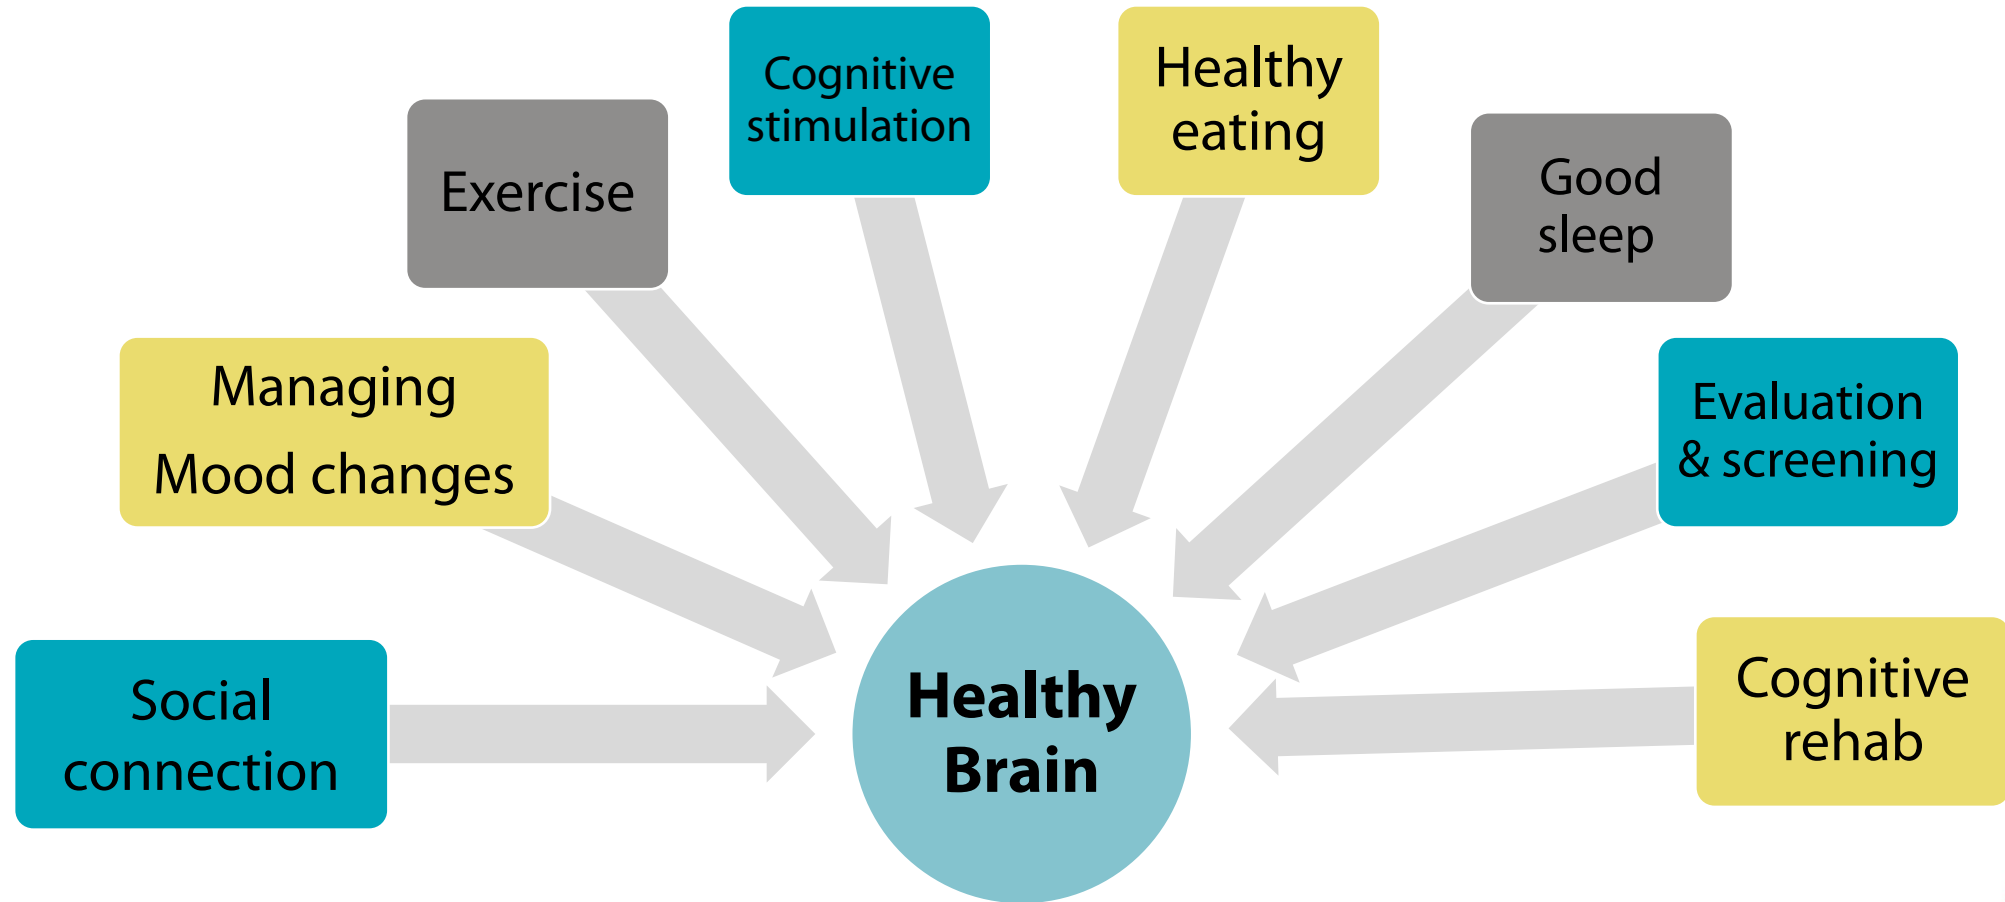 Cognitive
stimulation
Healthy
eating
Exercise
Good
sleep
Managing
Mood changes
Evaluation
& screening
Social
connection
Healthy
Brain
Cognitive
rehab